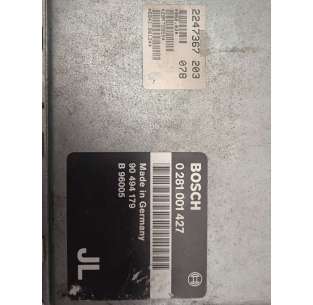 2247367 203
078
BOSCH
0 281 001 427
Made in Germany
90 494 179
B 96005
JL